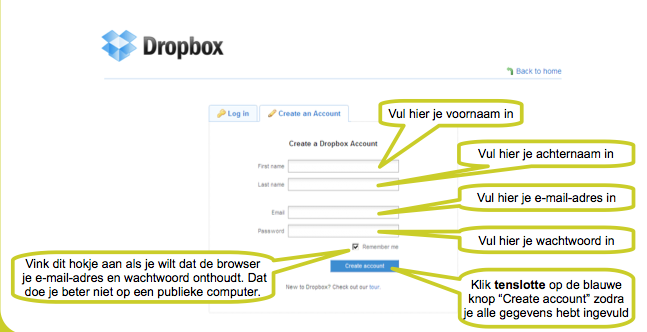 Dropbox
Back to home
Log in
Create an Account
Vul hier je voornaam in
Create a Dropbox Account
First name
Vul hier je achternaam in
Last name
Email
Vul hier je e-mail-adres in
Password
Vul hier je wachtwoord in
Remember me
Vink dit hokje aan als je wilt dat de browser
je e-mail-adres en wachtwoord onthoudt. Dat
doe je beter niet op een publieke computer.
Create account
Klik tenslotte op de blauwe
knop “Create account” zodra
je alle gegevens hebt ingevuld
New to Dropbox? Check out our tour.